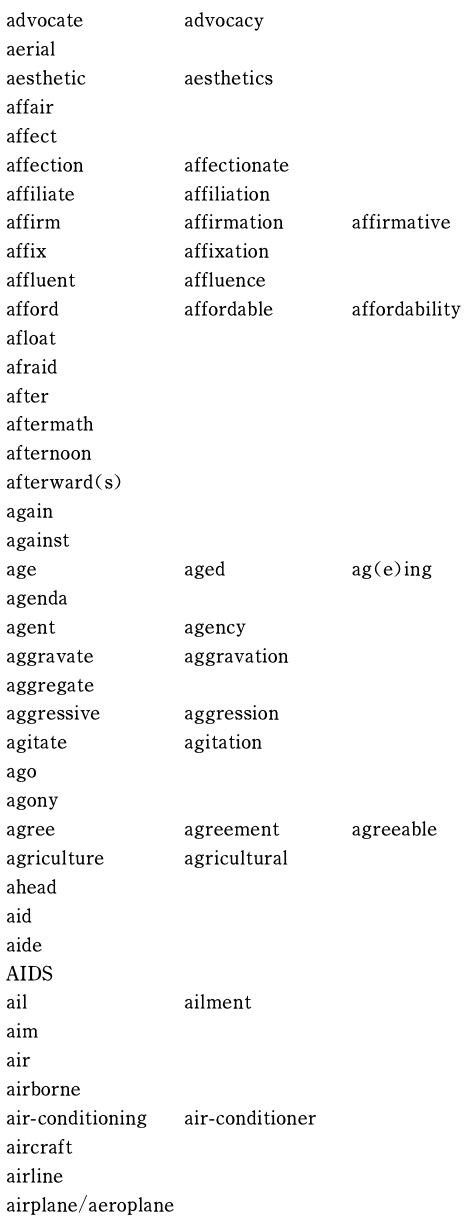 advocate advocacy
aerial
aesthetic aesthetics
affair
affect
affection affectionate
affiliate affiliation
affirm affirmation affirmative
affix affixation
affluent affluence
afford affordable affordability
afloat
afraid
after
aftermath
afternoon
afterward(s)
again
against
age aged ag(e)ing
agenda
agent agency
aggravate aggravation
aggregate
aggressive aggression
agitate agitation
ago
agony
agree agreement agreeable
agriculture agricultural
ahead
aid
aide
AIDS
ail ailment
aim
air
airborne
air-conditioning air-conditioner
aircraft
airline
airplane/aeroplane